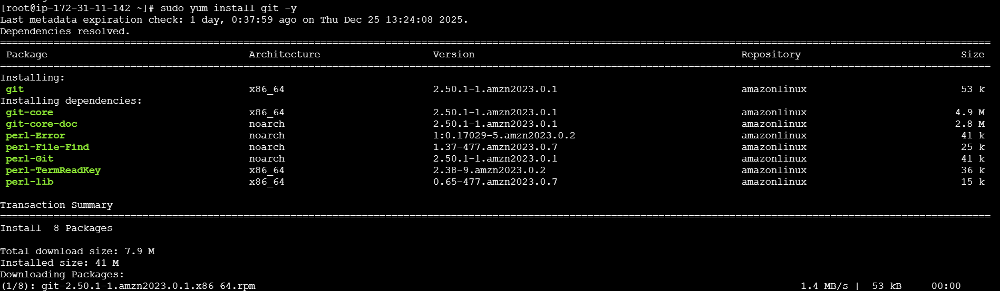 [root@ip-172-31-11-142 ~]# sudo yum install git -y
Last metadata expiration check: 1 day, 0:37:59 ago on Thu Dec 25 13:24:08 2025.
Dependencies resolved.
================================================================================
Package Architecture Version Repository Size
================================================================================
Installing:
git x86_64 2.50.1-1.amzn2023.0.1 amazonlinux 53 k
Installing dependencies:
git-core x86_64 2.50.1-1.amzn2023.0.1 amazonlinux 4.9 M
git-core-doc noarch 2.50.1-1.amzn2023.0.1 amazonlinux 2.8 M
perl-Error noarch 1:0.17029-5.amzn2023.0.2 amazonlinux 41 k
perl-File-Find noarch 1.37-477.amzn2023.0.7 amazonlinux 25 k
perl-Git noarch 2.50.1-1.amzn2023.0.1 amazonlinux 41 k
perl-TermReadKey x86_64 2.38-9.amzn2023.0.2 amazonlinux 36 k
perl-lib x86_64 0.65-477.amzn2023.0.7 amazonlinux 15 k
Transaction Summary
================================================================================
Install  8 Packages
Total download size: 7.9 M
Installed size: 41 M
Downloading Packages:
(1/8): git-2.50.1-1.amzn2023.0.1.x86_64.rpm 1.4 MB/s |  53 kB     00:00